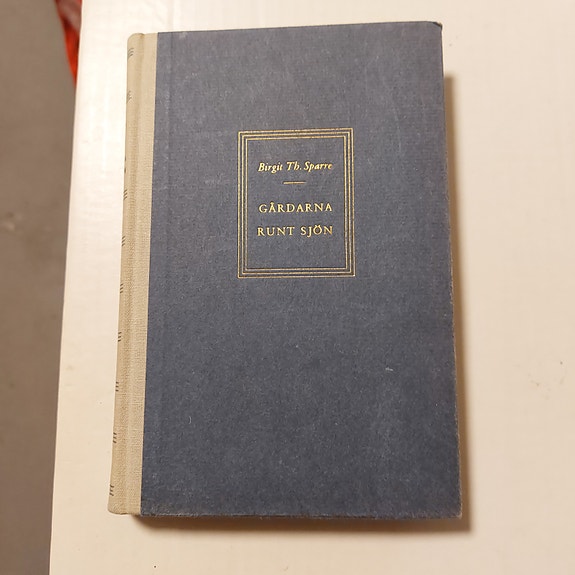 Birgit Th. Sparre
GÅRDARNA
RUNT SJÖN